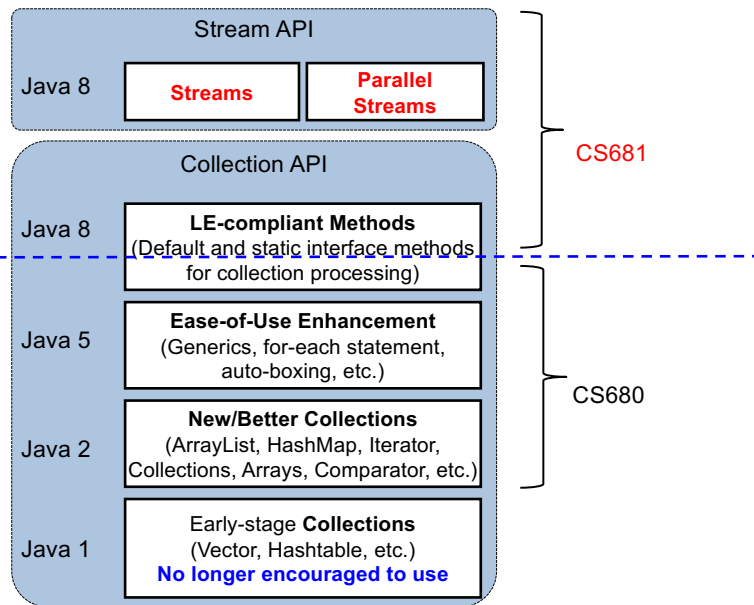 Stream API
Java 8
Streams
Parallel
Streams
CS681
Collection API
Java 8
LE-compliant Methods
(Default and static interface methods
for collection processing)
Java 5
Ease-of-Use Enhancement
(Generics, for-each statement,
auto-boxing, etc.)
CS680
Java 2
New/Better Collections
(ArrayList, HashMap, Iterator,
Collections, Arrays, Comparator, etc.)
Java 1
Early-stage Collections
(Vector, Hashtable, etc.)
No longer encouraged to use